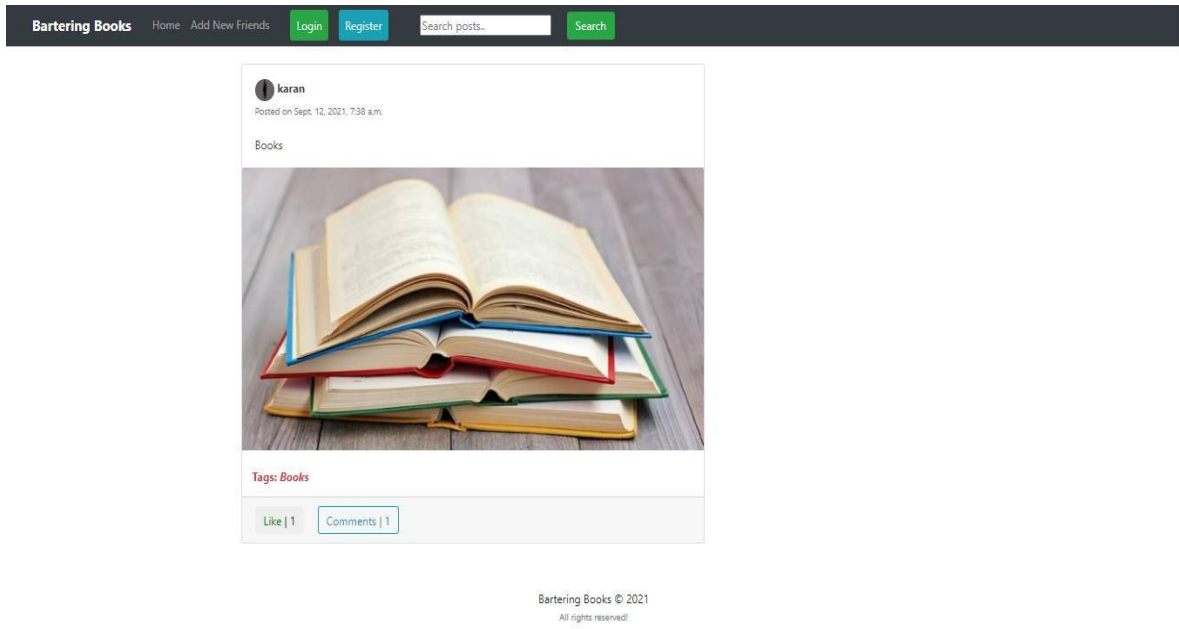 Bartering Books Home Add New Friends Login Register Search posts.. Search
karan
Posted on Sept. 12, 2021, 7:38 a.m.
Books
Tags: Books
Like | 1 Comments | 1
Bartering Books © 2021
All rights reserved!